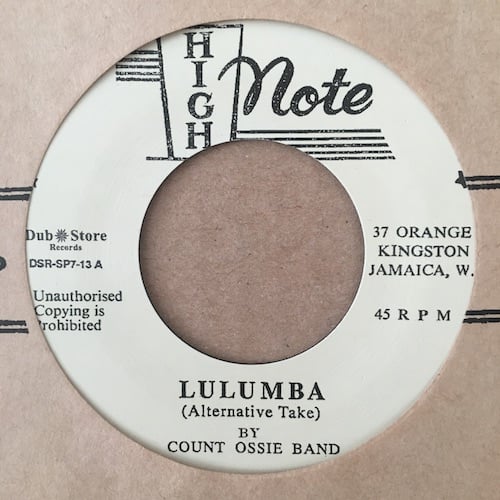 HIGH
Note
Dub Store
Records
DSR-SP7-13 A
Unauthorised
Copying is
Prohibited
37 ORANGE
KINGSTON
JAMAICA, W.
45 RPM
LULUMBA
(Alternative Take)
BY
COUNT OSSIE BAND